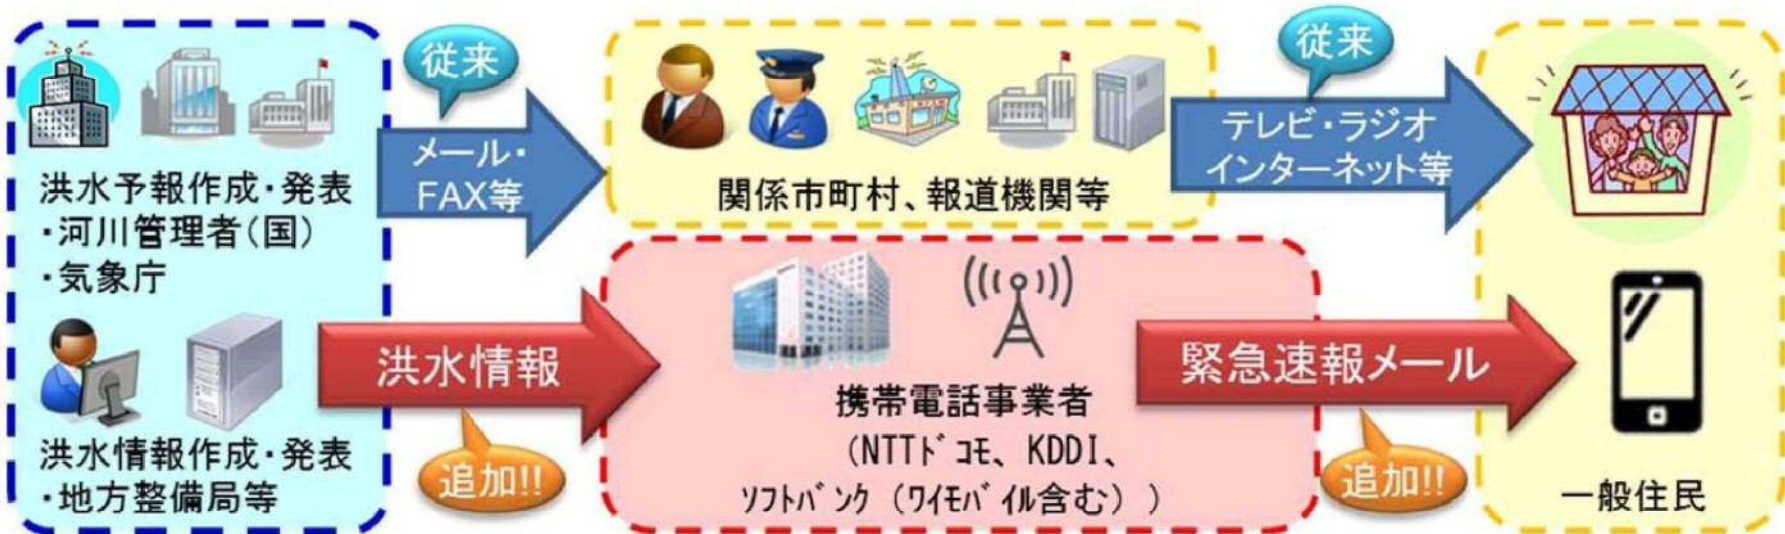 洪水予報作成・発表
・河川管理者(国)
・気象庁
洪水情報作成・発表
・地方整備局等
従来
メール・
FAX等
関係市町村、報道機関等
従来
テレビ・ラジオ
インターネット等
洪水情報
追加!!
携帯電話事業者
(NTTドコモ、KDDI、
ソフトバンク(ワイモバイル含む))
緊急速報メール
追加!!
一般住民